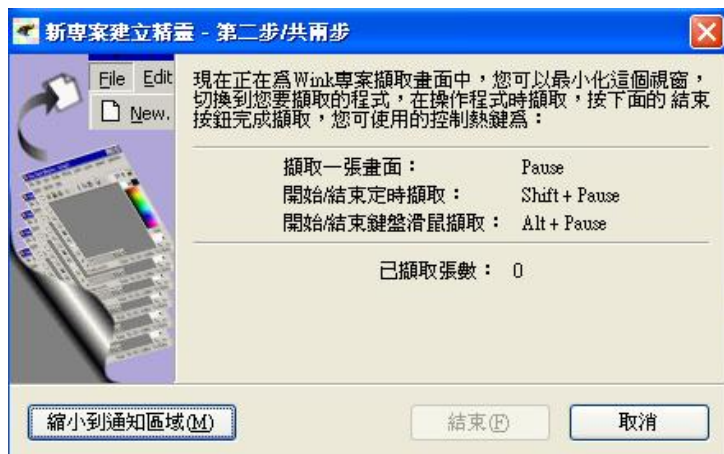 新專案建立精靈 - 第二步/共兩步
File Edit
New.
現在正在爲Wink專案擷取畫面中，您可以最小化這個視窗，
切換到您要擷取的程式，在操作程式時擷取，按下面的 結束
按鈕完成擷取，您可使用的控制熱鍵爲：
擷取一張畫面： Pause
開始/結束定時擷取： Shift + Pause
開始/結束鍵盤滑鼠擷取： Alt + Pause
已擷取張數： 0
縮小到通知區域(M) 結束(F) 取消